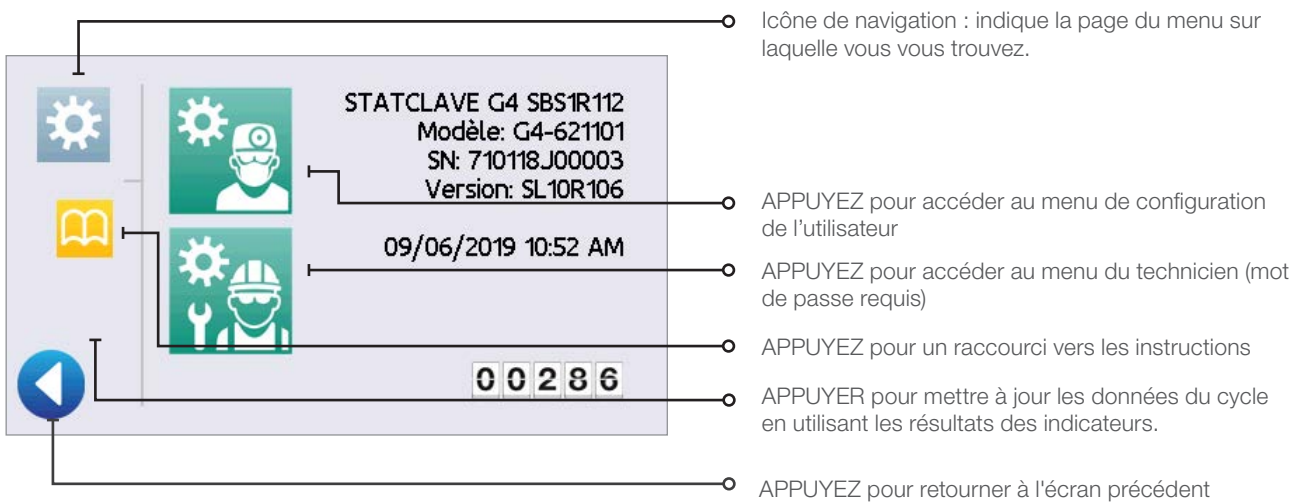 Icône de navigation : indique la page du menu sur
laquelle vous vous trouvez.
STATCLAVE G4 SBS1R112
Modèle: G4-621101
SN: 710118J00003
Version: SL10R106
09/06/2019 10:52 AM
00286
APPUYEZ pour accéder au menu de configuration
de l’utilisateur
APPUYEZ pour accéder au menu du technicien (mot
de passe requis)
APPUYEZ pour un raccourci vers les instructions
APPUYER pour mettre à jour les données du cycle
en utilisant les résultats des indicateurs.
APPUYEZ pour retourner à l'écran précédent